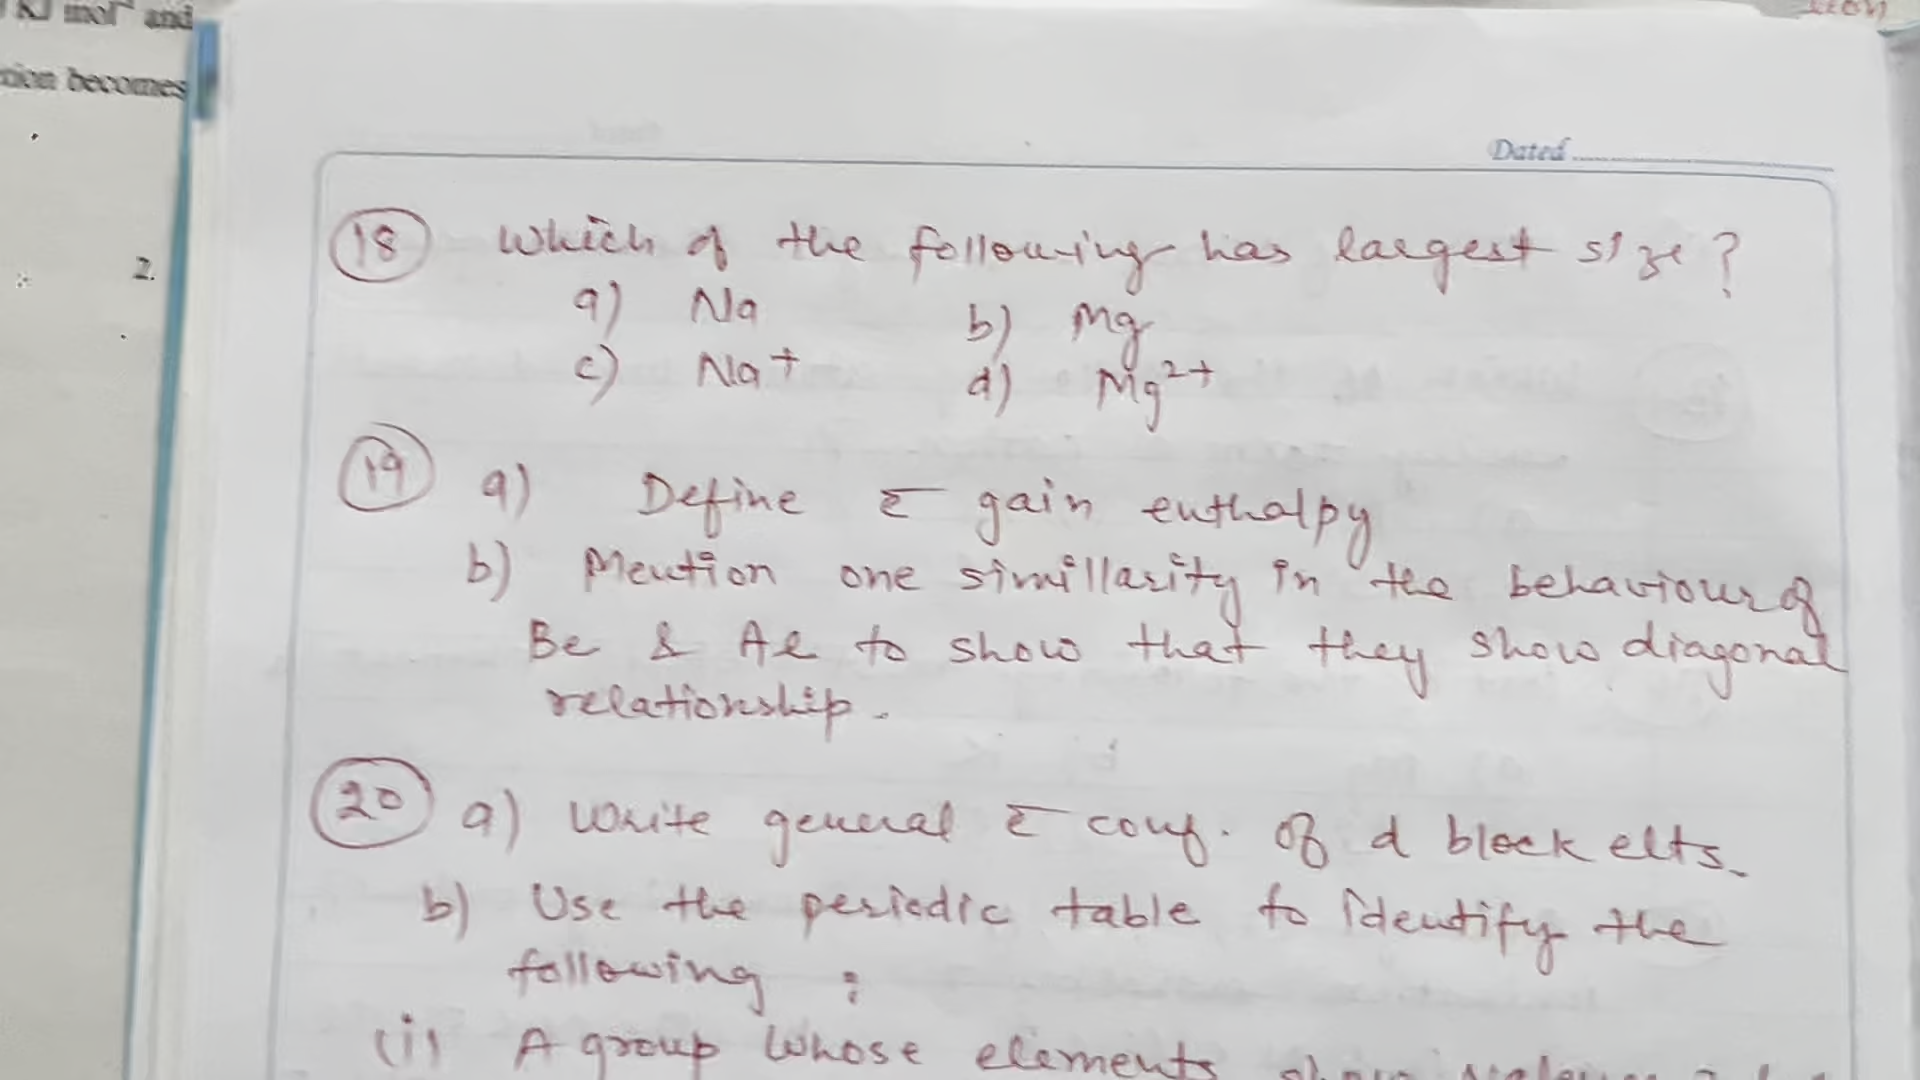 KJ mol⁻¹ and
tion becomes
2.
Dated
18 Which of the following has largest size?
a) Na b) Mg
c) Na+ d) Mg2+
19 a) Define e̅ gain enthalpy
b) Mention one simillarity in the behaviour of
Be & Al to show that they show diagonal
relationship.
20 a) Write general e̅ conf. of d block elts.
b) Use the periodic table to identify the
following :
(i) A group whose elements show